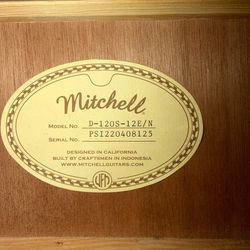 Mitchell
MODEL NO. D-120S-12E/N
SERIAL NO. PSI220408125
DESIGNED IN CALIFORNIA
BUILT BY CRAFTSMEN IN INDONESIA
WWW.MITCHELLGUITARS.COM